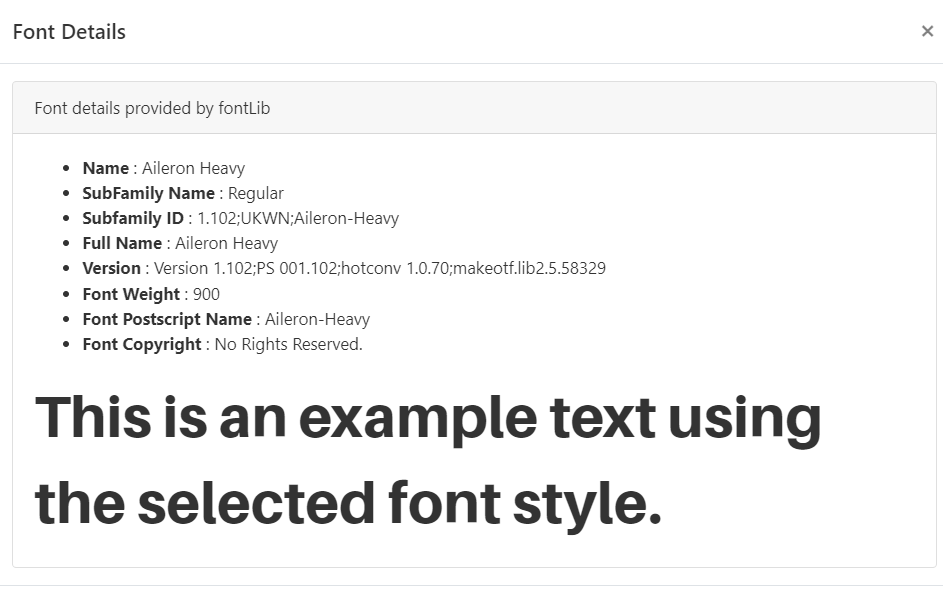 Font Details ×
Font details provided by fontLib
• Name : Aileron Heavy
• SubFamily Name : Regular
• Subfamily ID : 1.102;UKWN;Aileron-Heavy
• Full Name : Aileron Heavy
• Version : Version 1.102;PS 001.102;hotconv 1.0.70;makeotf.lib2.5.58329
• Font Weight : 900
• Font Postscript Name : Aileron-Heavy
• Font Copyright : No Rights Reserved.
This is an example text using
the selected font style.